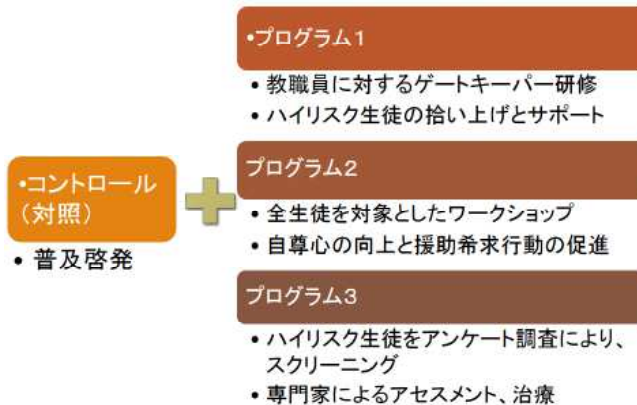 •コントロール
（対照）
• 普及啓発
•プログラム１
• 教職員に対するゲートキーパー研修
• ハイリスク生徒の拾い上げとサポート
プログラム2
• 全生徒を対象としたワークショップ
• 自尊心の向上と援助希求行動の促進
プログラム3
• ハイリスク生徒をアンケート調査により、
スクリーニング
• 専門家によるアセスメント、治療